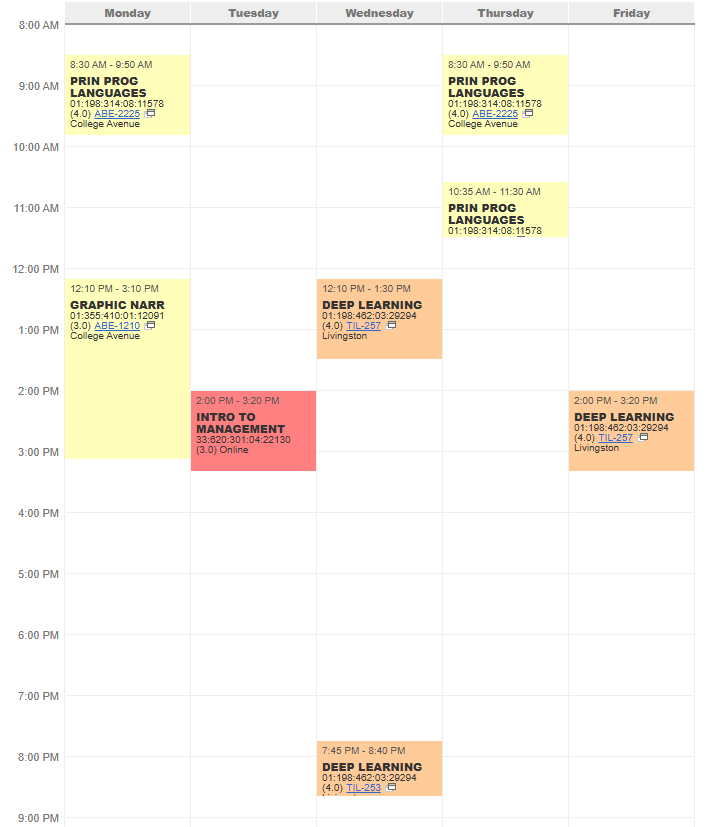 Monday Tuesday Wednesday Thursday Friday
8:00 AM
8:30 AM - 9:50 AM
PRIN PROG
LANGUAGES
01:198:314:08:11578
(4.0) ABE-2225
College Avenue
8:30 AM - 9:50 AM
PRIN PROG
LANGUAGES
01:198:314:08:11578
(4.0) ABE-2225
College Avenue
9:00 AM
10:00 AM
10:35 AM - 11:30 AM
PRIN PROG
LANGUAGES
01:198:314:08:11578
11:00 AM
12:00 PM
12:10 PM - 3:10 PM
GRAPHIC NARR
01:355:410:01:12091
(3.0) ABE-1210
College Avenue
12:10 PM - 1:30 PM
DEEP LEARNING
01:198:462:03:29294
(4.0) TIL-257
Livingston
1:00 PM
2:00 PM
2:00 PM - 3:20 PM
INTRO TO
MANAGEMENT
33:620:301:04:22130
(3.0) Online
2:00 PM - 3:20 PM
DEEP LEARNING
01:198:462:03:29294
(4.0) TIL-257
Livingston
3:00 PM
4:00 PM
5:00 PM
6:00 PM
7:00 PM
7:45 PM - 8:40 PM
DEEP LEARNING
01:198:462:03:29294
(4.0) TIL-253
8:00 PM
9:00 PM